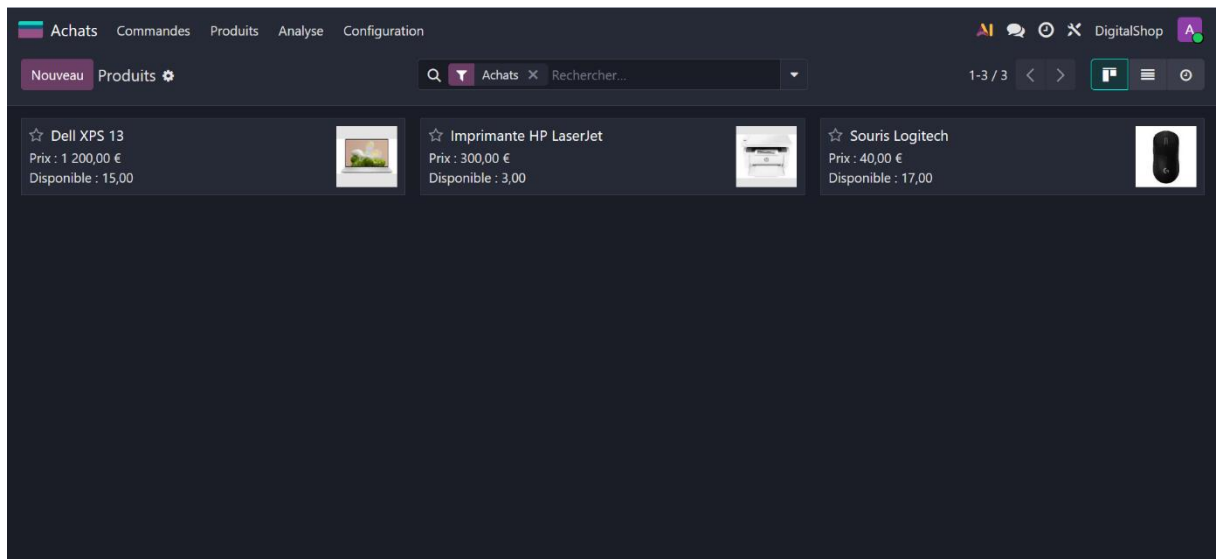 Achats Commandes Produits Analyse Configuration AI DigitalShop A
Nouveau Produits Achats Rechercher... 1-3 / 3
Dell XPS 13
Prix : 1 200,00 €
Disponible : 15,00
Imprimante HP LaserJet
Prix : 300,00 €
Disponible : 3,00
Souris Logitech
Prix : 40,00 €
Disponible : 17,00